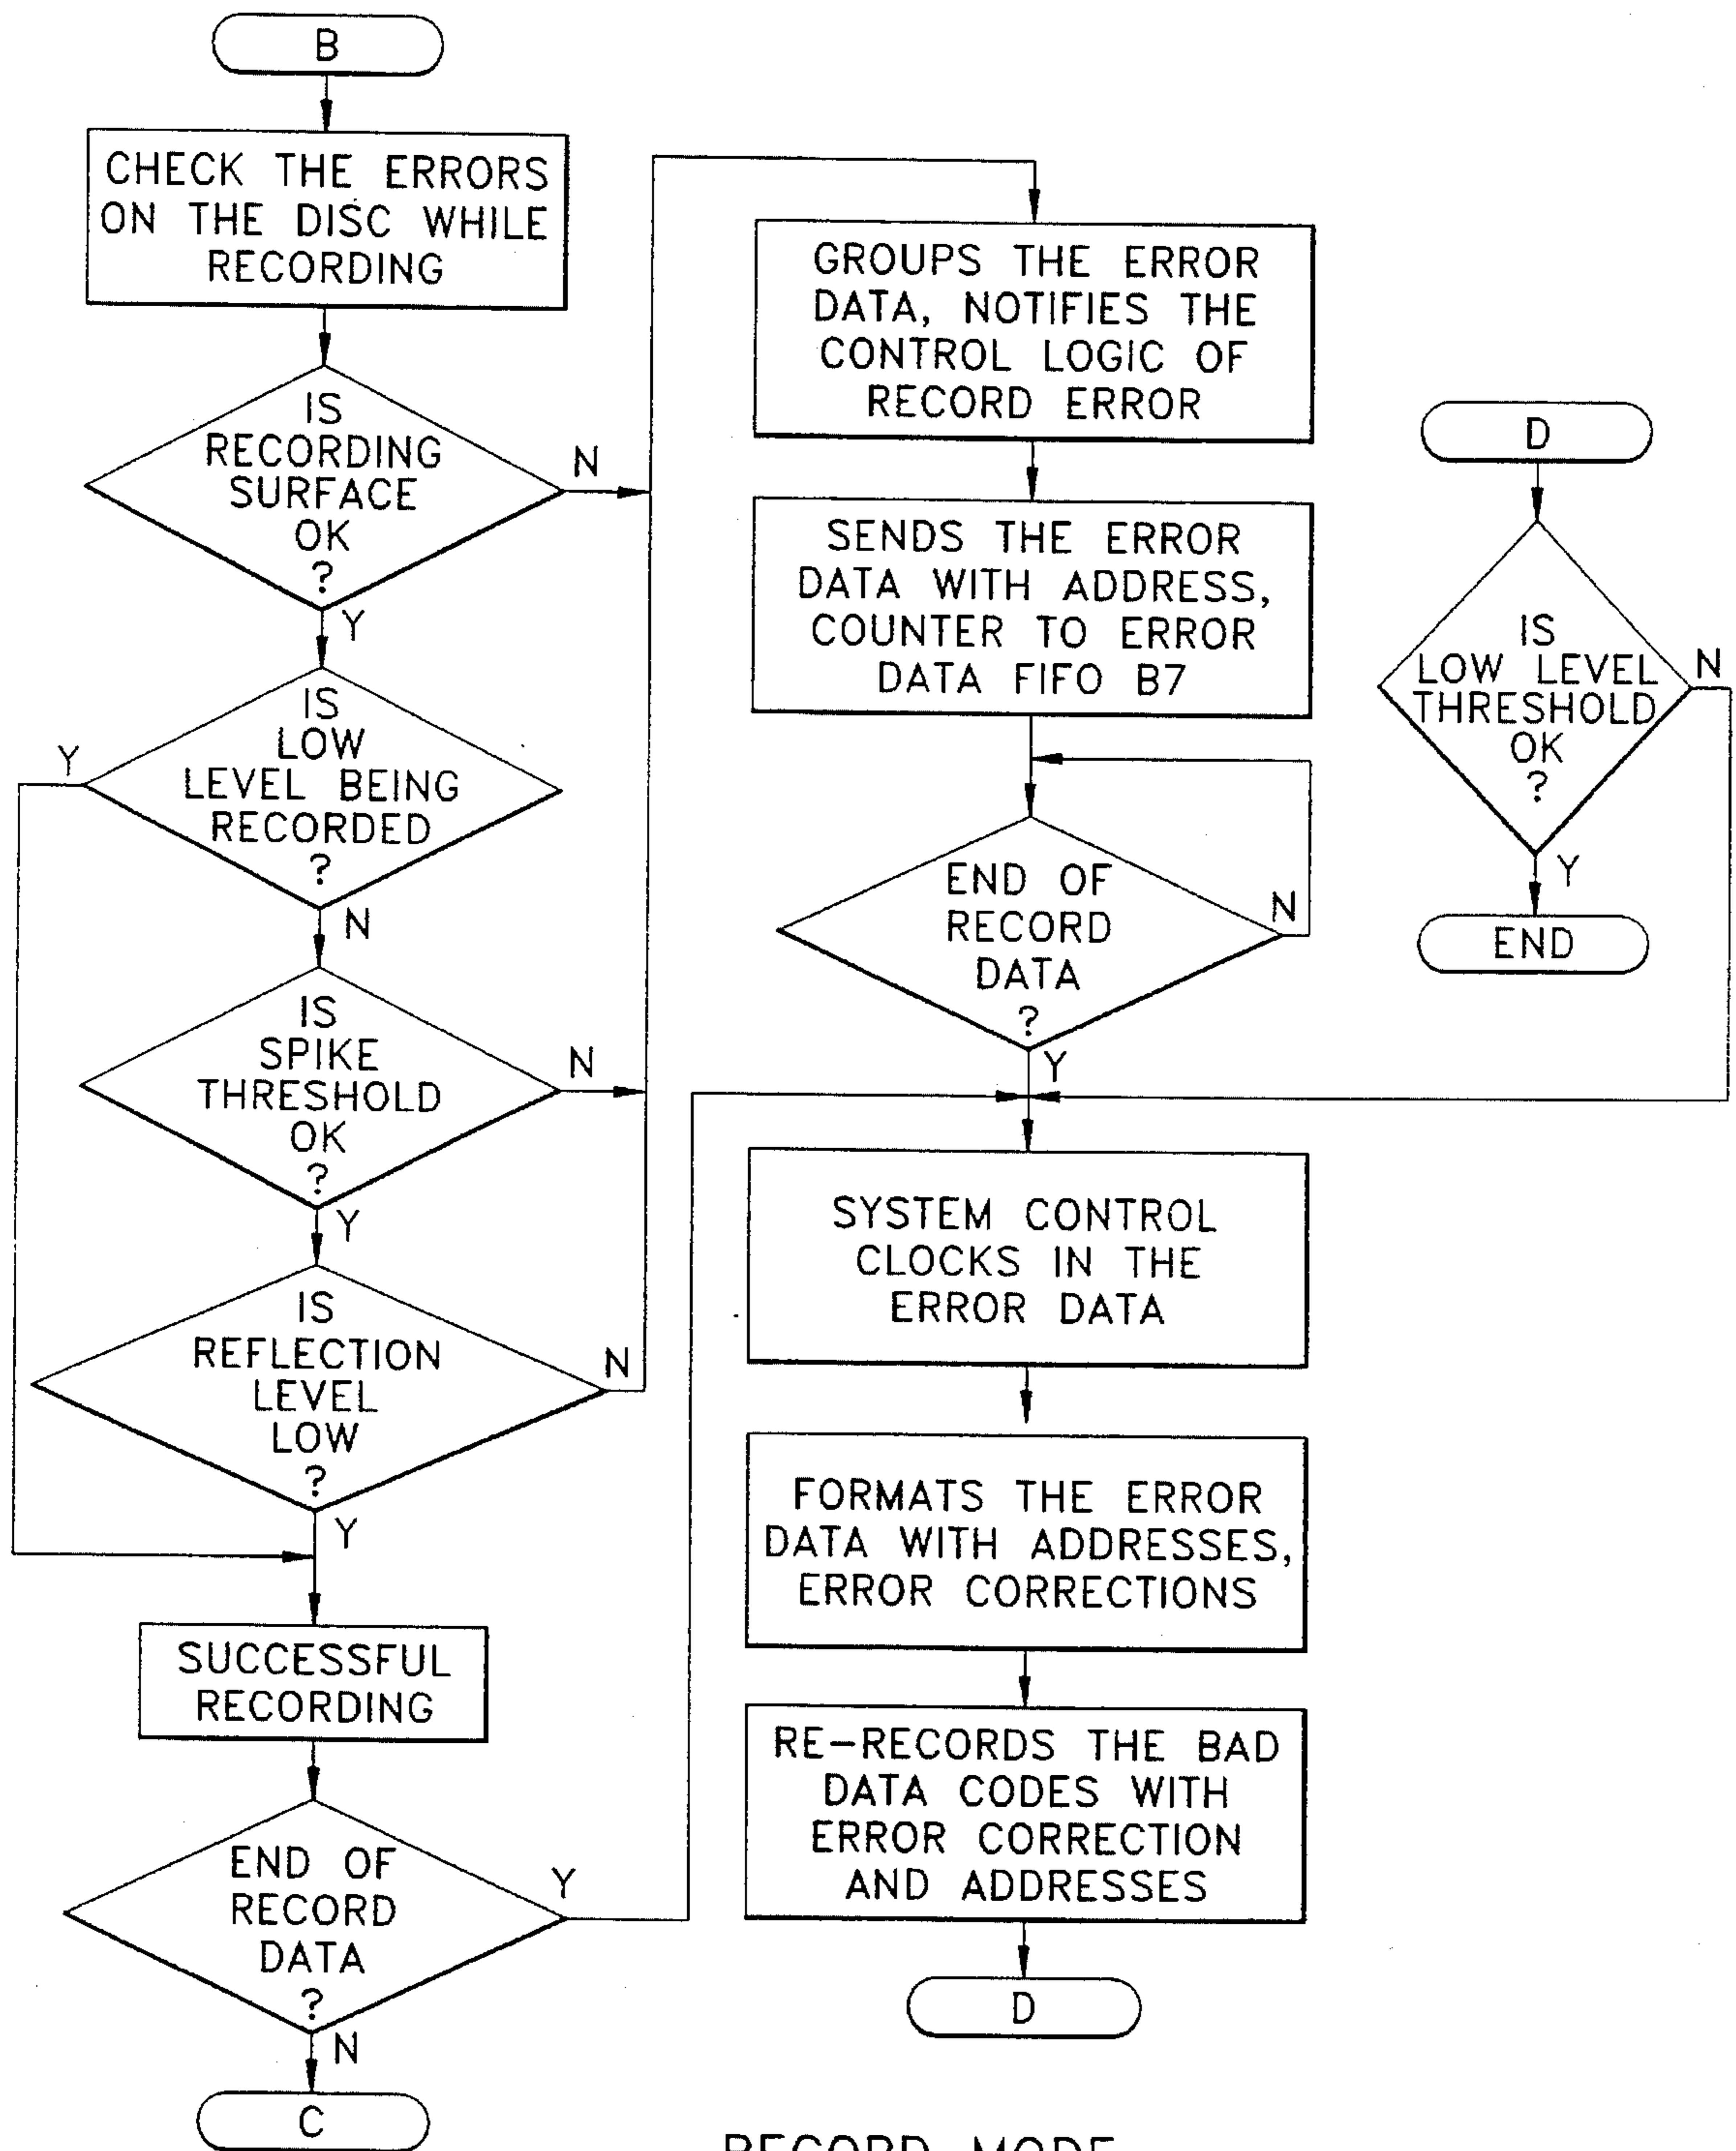 B
CHECK THE ERRORS
ON THE DISC WHILE
RECORDING
IS
RECORDING
SURFACE
OK
?
N
Y
IS
LOW
LEVEL BEING
RECORDED
?
Y
N
IS
SPIKE
THRESHOLD
OK
?
N
Y
IS
REFLECTION
LEVEL
LOW
?
N
Y
SUCCESSFUL
RECORDING
END OF
RECORD
DATA
?
Y
N
C
GROUPS THE ERROR
DATA, NOTIFIES THE
CONTROL LOGIC OF
RECORD ERROR
SENDS THE ERROR
DATA WITH ADDRESS,
COUNTER TO ERROR
DATA FIFO B7
END OF
RECORD
DATA
?
N
Y
SYSTEM CONTROL
CLOCKS IN THE
ERROR DATA
FORMATS THE ERROR
DATA WITH ADDRESSES,
ERROR CORRECTIONS
RE-RECORDS THE BAD
DATA CODES WITH
ERROR CORRECTION
AND ADDRESSES
D
D
IS
LOW LEVEL
THRESHOLD
OK
?
N
Y
END
RECORD MODE